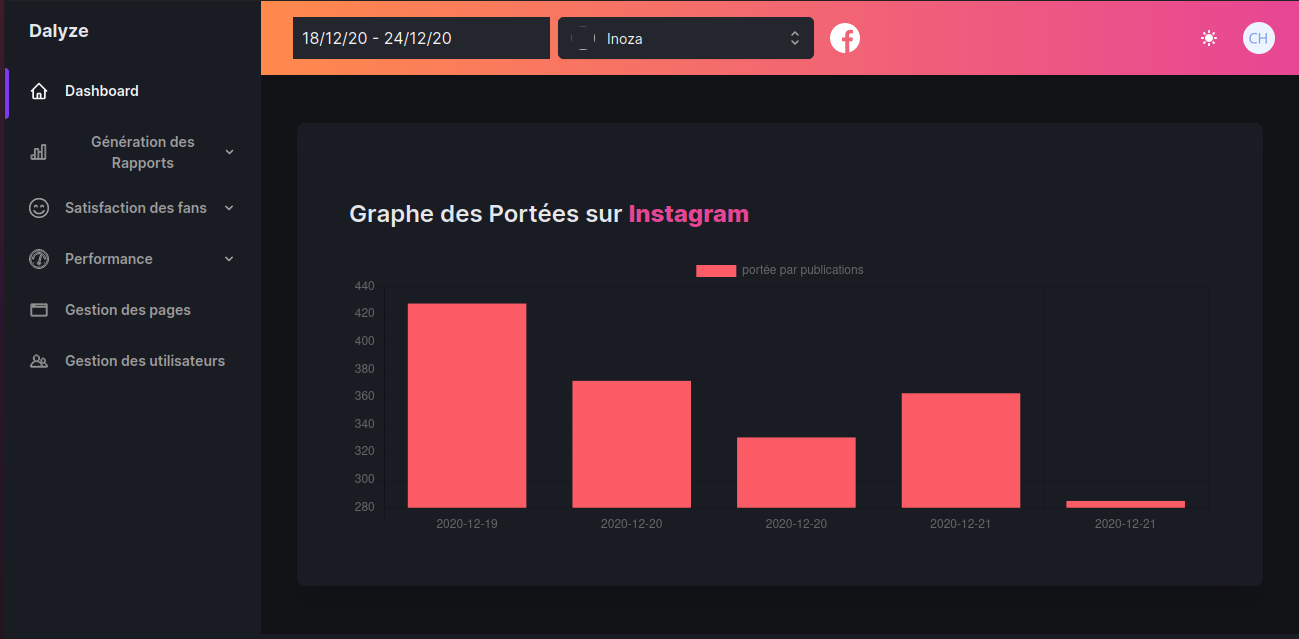 Dalyze
18/12/20 - 24/12/20
Inoza
CH
Dashboard
Génération des
Rapports
Satisfaction des fans
Performance
Gestion des pages
Gestion des utilisateurs
Graphe des Portées sur Instagram
portée par publications
440
420
400
380
360
340
320
300
280
2020-12-19
2020-12-20
2020-12-20
2020-12-21
2020-12-21